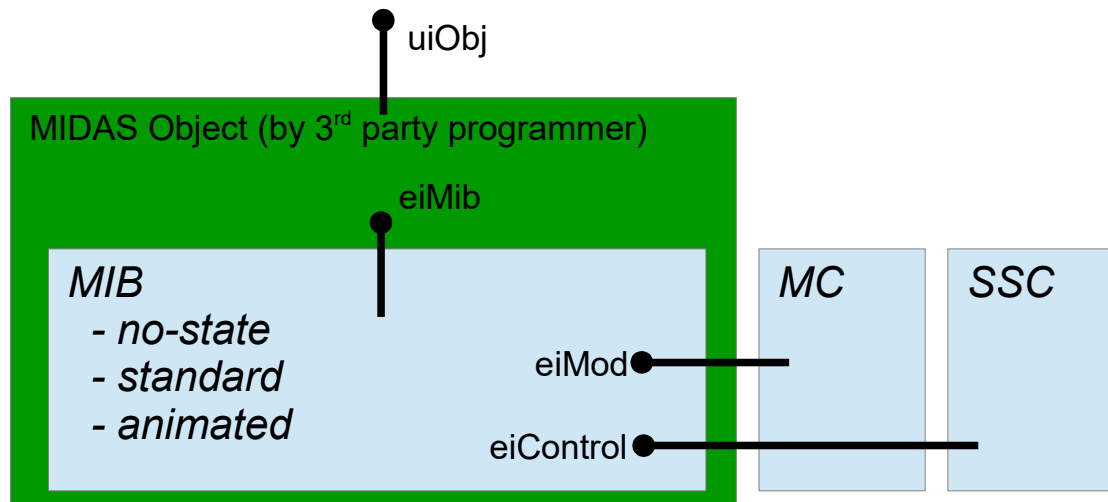 uiObj
MIDAS Object (by 3rd party programmer)
eiMib
MIB
- no-state
- standard
- animated
MC
SSC
eiMod
eiControl